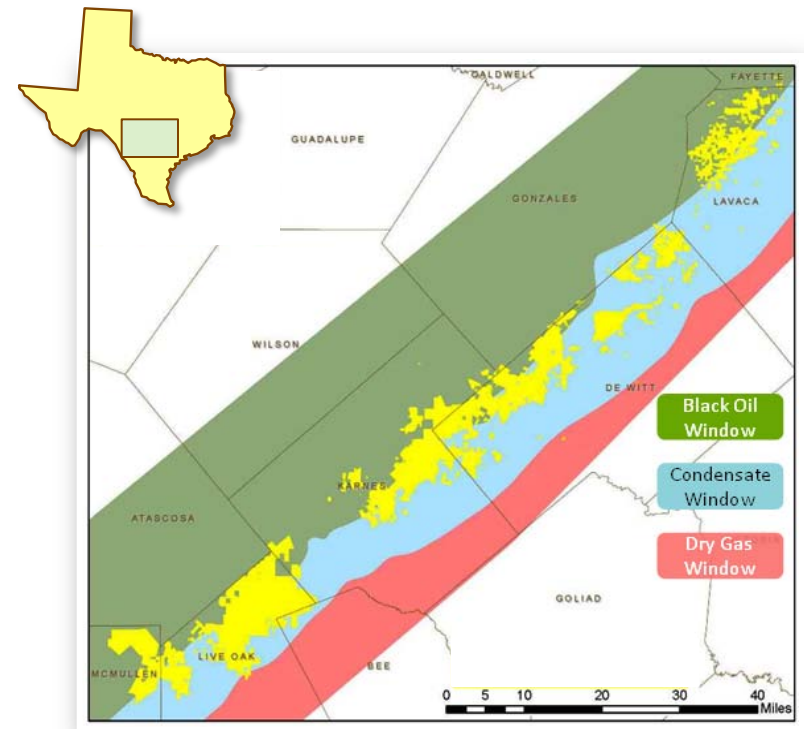 CALDWELL
FAYETTE
GUADALUPE
GONZALES
LAVACA
WILSON
DE WITT
Black Oil
Window
Condensate
Window
KARNES
ATASCOSA
Dry Gas
Window
GOLIAD
LIVE OAK
BEE
MCMULLEN
0 5 10 20 30 40
Miles